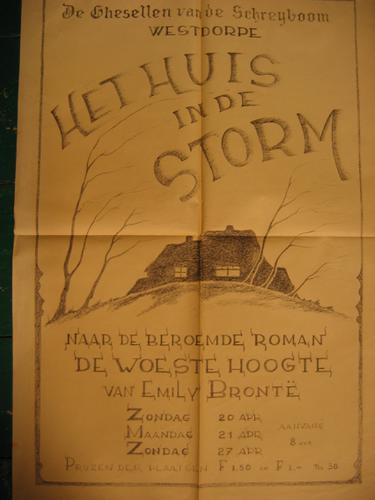 De Ghesellen van de Schreyboom
WESTDORPE
HET HUIS
IN DE
STORM
NAAR DE BEROEMDE ROMAN
DE WOESTE HOOGTE
VAN EMILY BRONTË
ZONDAG 20 APR
MAANDAG 21 APR AANVANG
ZONDAG 27 APR 8 uur
PRIJZEN DER PLAATSEN F 1.50 en F 1.-